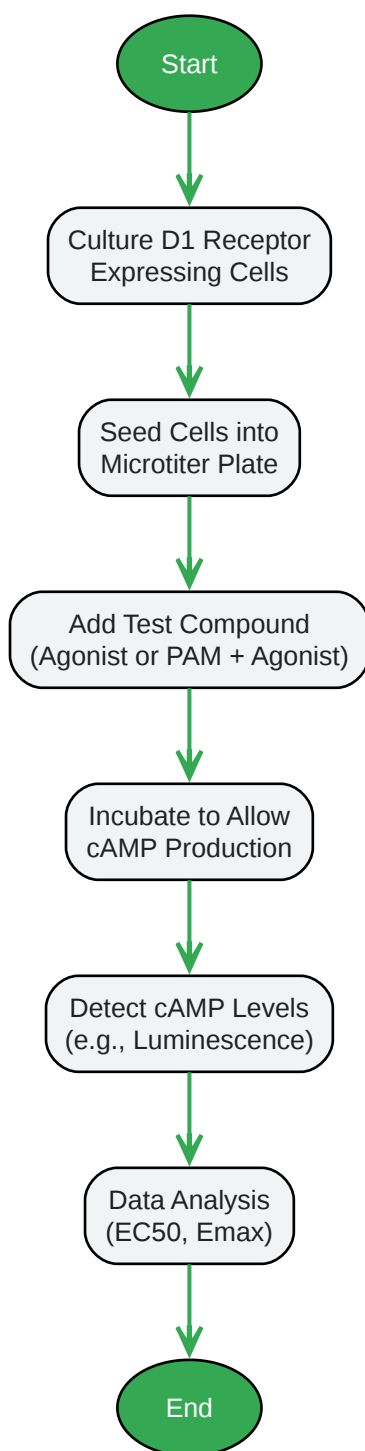 Start
Culture D1 Receptor
Expressing Cells
Seed Cells into
Microtiter Plate
Add Test Compound
(Agonist or PAM + Agonist)
Incubate to Allow
cAMP Production
Detect cAMP Levels
(e.g., Luminescence)
Data Analysis
(EC50, Emax)
End